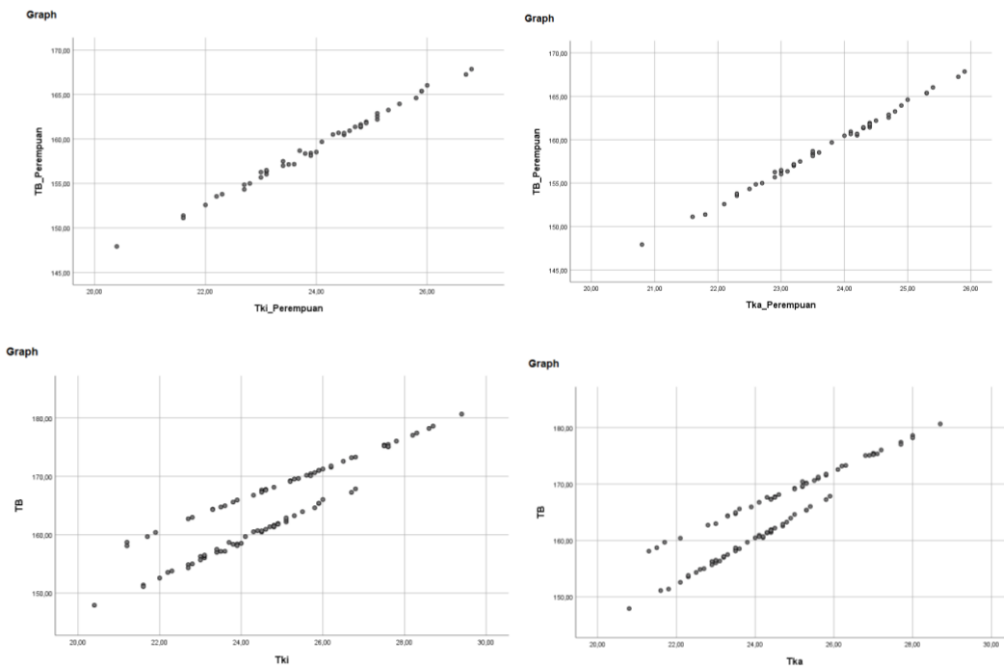 Graph
TB_Perempuan
170,00
165,00
160,00
155,00
150,00
145,00
20,00 22,00 24,00 26,00
Tki_Perempuan
Graph
TB_Perempuan
170,00
165,00
160,00
155,00
150,00
145,00
20,00 21,00 22,00 23,00 24,00 25,00 26,00
Tka_Perempuan
Graph
TB
180,00
170,00
160,00
150,00
20,00 22,00 24,00 26,00 28,00 30,00
Tki
Graph
TB
180,00
170,00
160,00
150,00
20,00 22,00 24,00 26,00 28,00 30,00
Tka